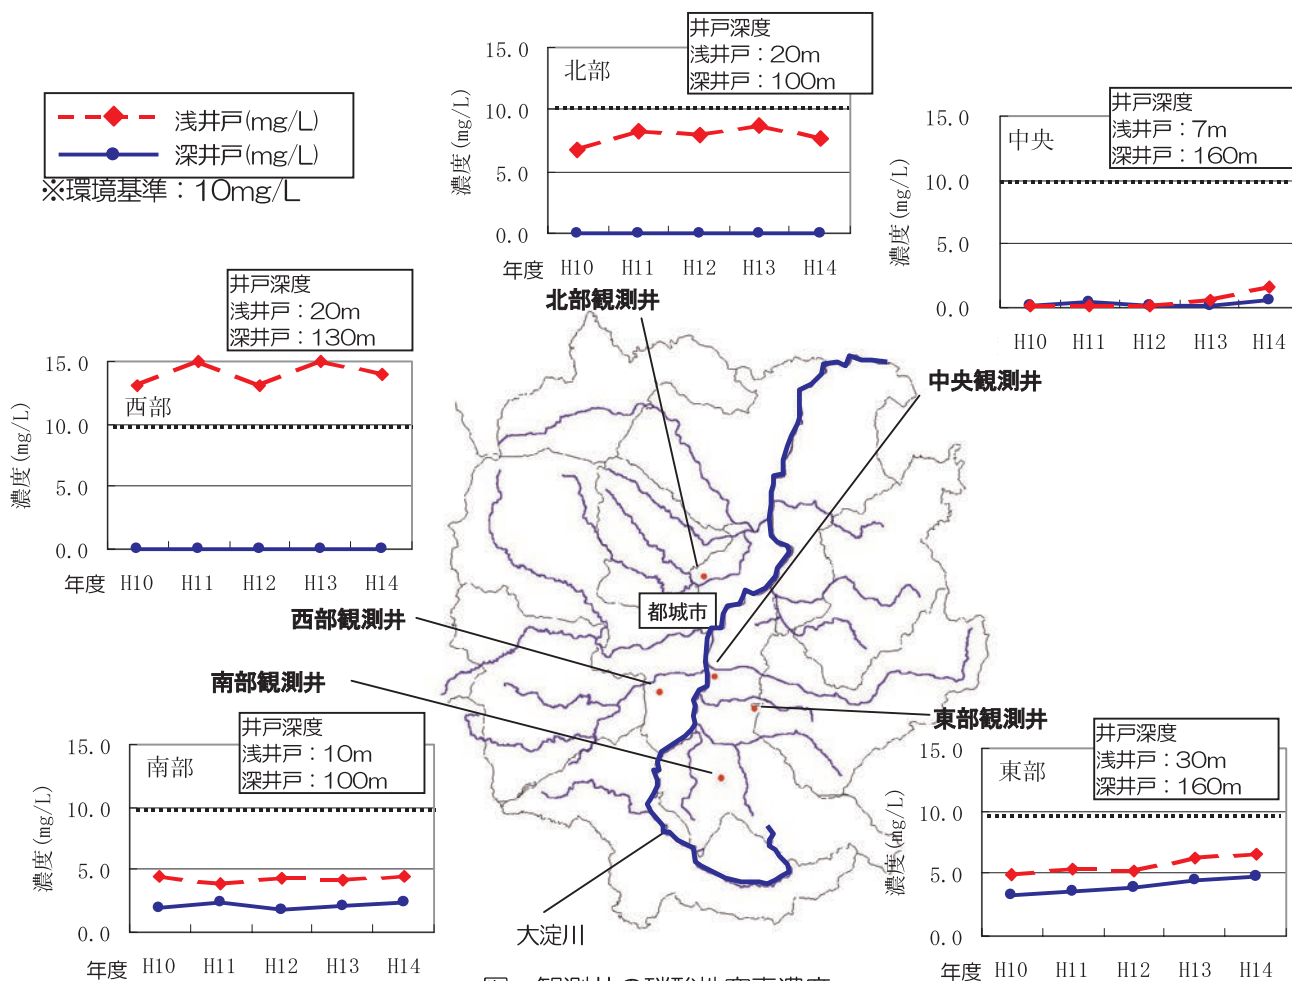 浅井戸(mg/L)
深井戸(mg/L)
※環境基準：10mg/L
井戸深度
浅井戸：20m
深井戸：100m
北部
濃度(mg/L)
15.0
10.0
5.0
0.0
年度 H10 H11 H12 H13 H14
北部観測井
井戸深度
浅井戸：7m
深井戸：160m
中央
濃度(mg/L)
15.0
10.0
5.0
0.0
H10 H11 H12 H13 H14
中央観測井
井戸深度
浅井戸：20m
深井戸：130m
西部
濃度(mg/L)
15.0
10.0
5.0
0.0
年度 H10 H11 H12 H13 H14
西部観測井
都城市
南部観測井
井戸深度
浅井戸：10m
深井戸：100m
南部
濃度(mg/L)
15.0
10.0
5.0
0.0
年度 H10 H11 H12 H13 H14
東部観測井
井戸深度
浅井戸：30m
深井戸：160m
東部
濃度(mg/L)
15.0
10.0
5.0
0.0
年度 H10 H11 H12 H13 H14
大淀川